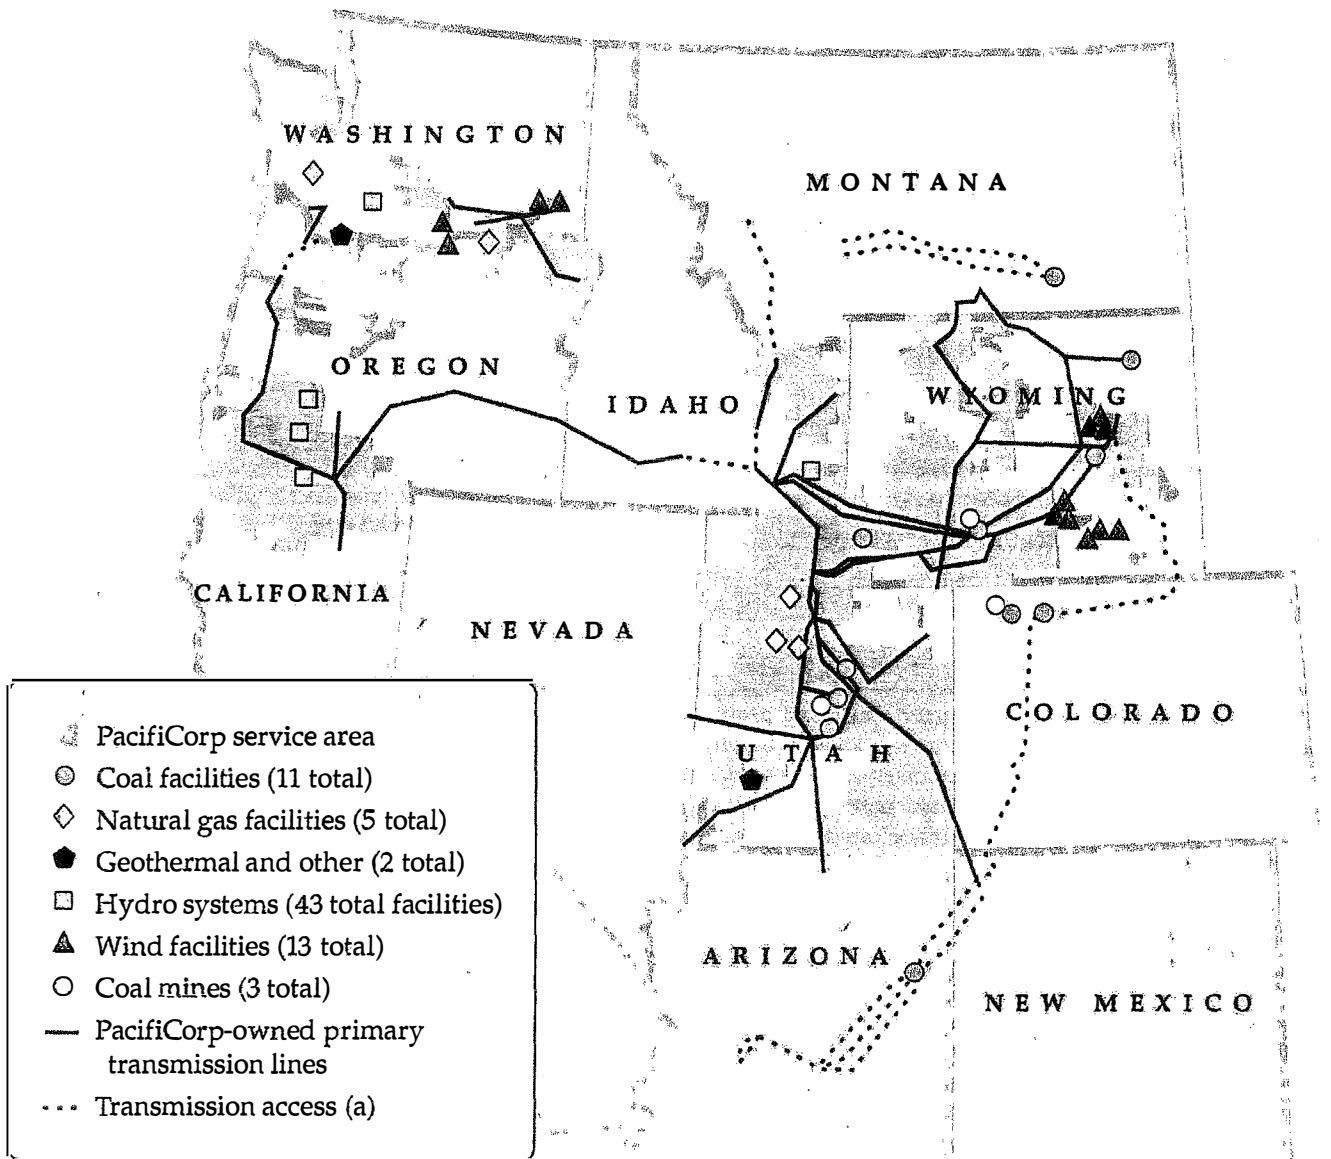 WASHINGTON
MONTANA
OREGON
IDAHO
WYOMING
CALIFORNIA
NEVADA
COLORADO
UTAH
ARIZONA
NEW MEXICO
PacifiCorp service area
Coal facilities (11 total)
Natural gas facilities (5 total)
Geothermal and other (2 total)
Hydro systems (43 total facilities)
Wind facilities (13 total)
Coal mines (3 total)
PacifiCorp-owned primary
transmission lines
Transmission access (a)